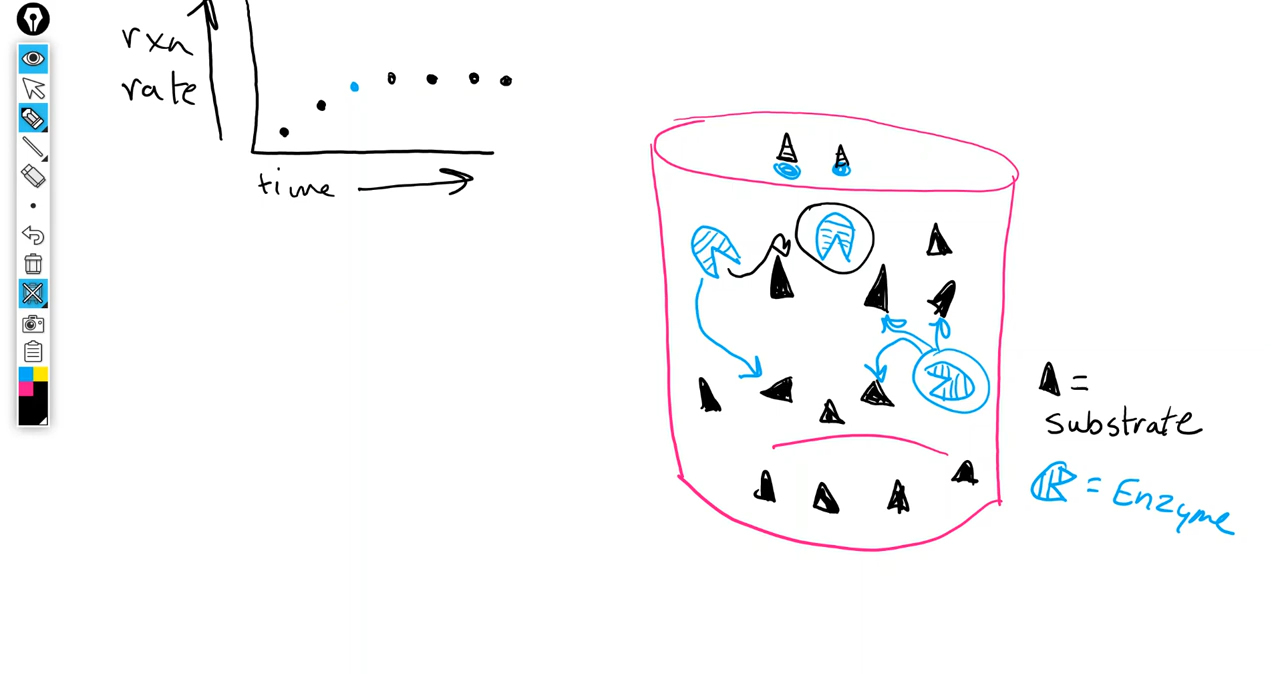 rxn
rate
time
=
substrate
= Enzyme